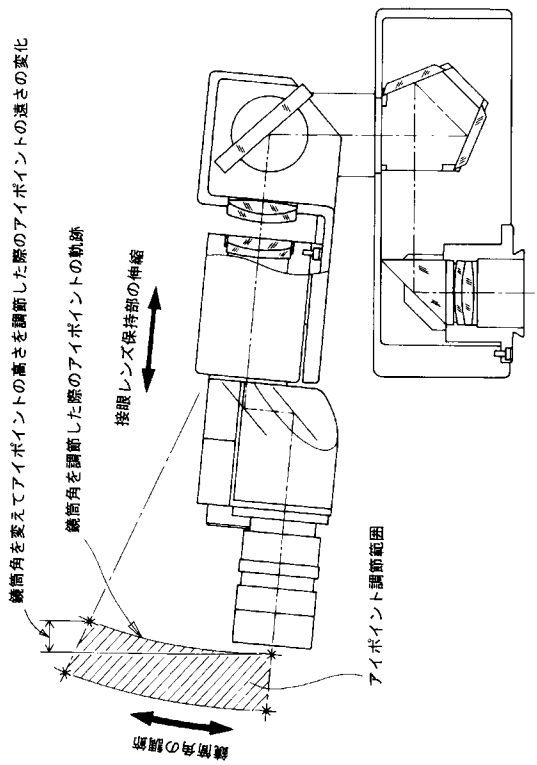 鏡筒角を変えてアイポイントの高さを調節した際のアイポイントの遠さの変化
鏡筒角を調節した際のアイポイントの軌跡
接眼レンズ保持部の伸縮
アイポイント調節範囲
鏡筒角の調節